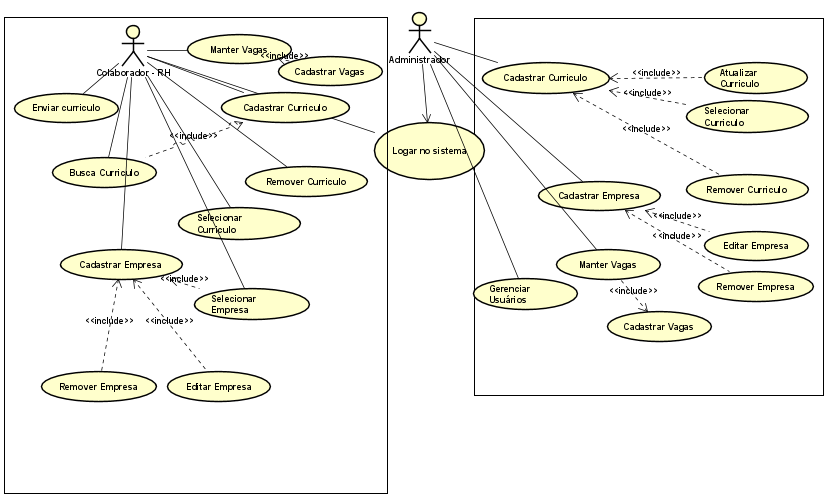 Colaborador - RH
Manter Vagas
<<include>>
Cadastrar Vagas
Enviar curriculo
Cadastrar Curriculo
<<include>>
Busca Curriculo
Remover Curriculo
Selecionar
Curriculo
Cadastrar Empresa
<<include>>
Selecionar
Empresa
<<include>>
<<include>>
Remover Empresa
Editar Empresa
Administrador
Logar no sistema
Cadastrar Curriculo
<<include>>
Atualizar
Curriculo
<<include>>
Selecionar
Curriculo
<<include>>
Remover Curriculo
Cadastrar Empresa
<<include>>
<<include>>
Editar Empresa
Manter Vagas
Remover Empresa
<<include>>
Gerenciar
Usuários
Cadastrar Vagas